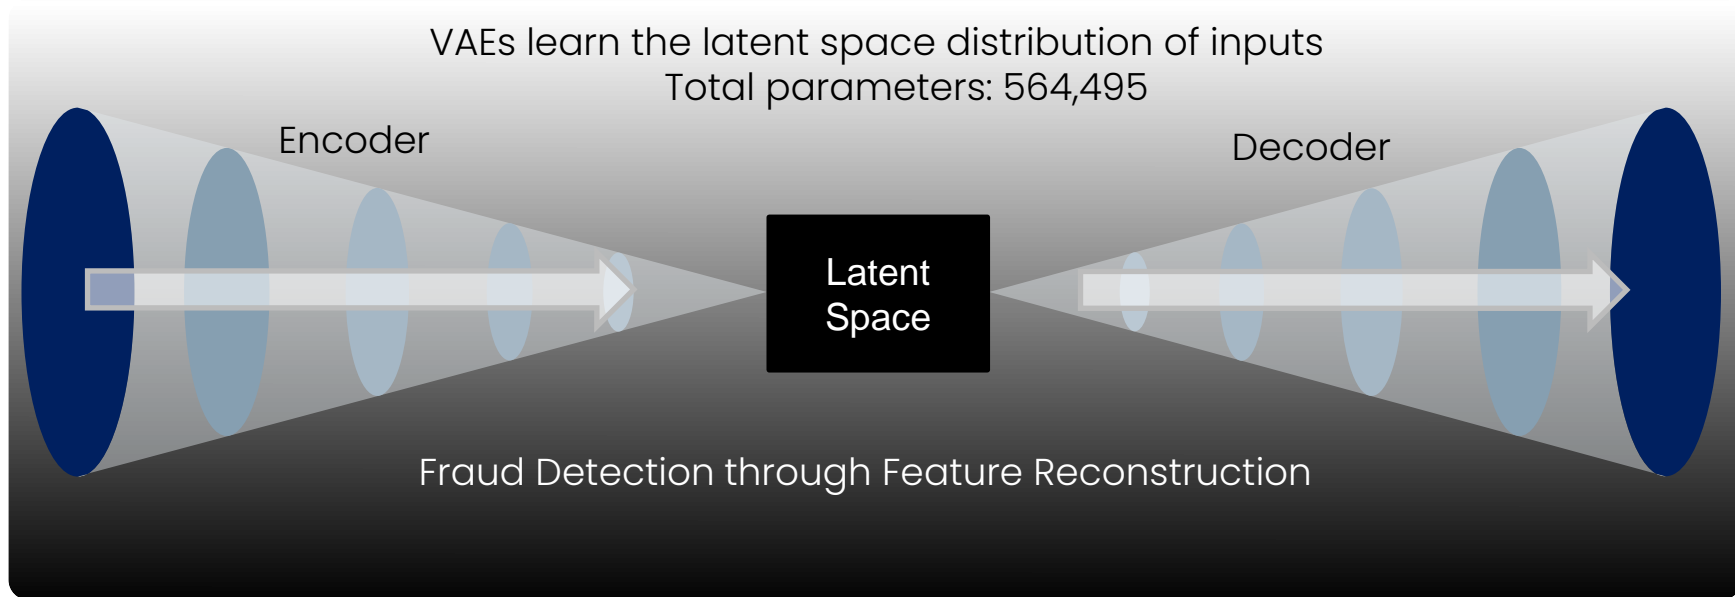 VAEs learn the latent space distribution of inputs
Total parameters: 564,495
Encoder
Decoder
Latent
Space
Fraud Detection through Feature Reconstruction